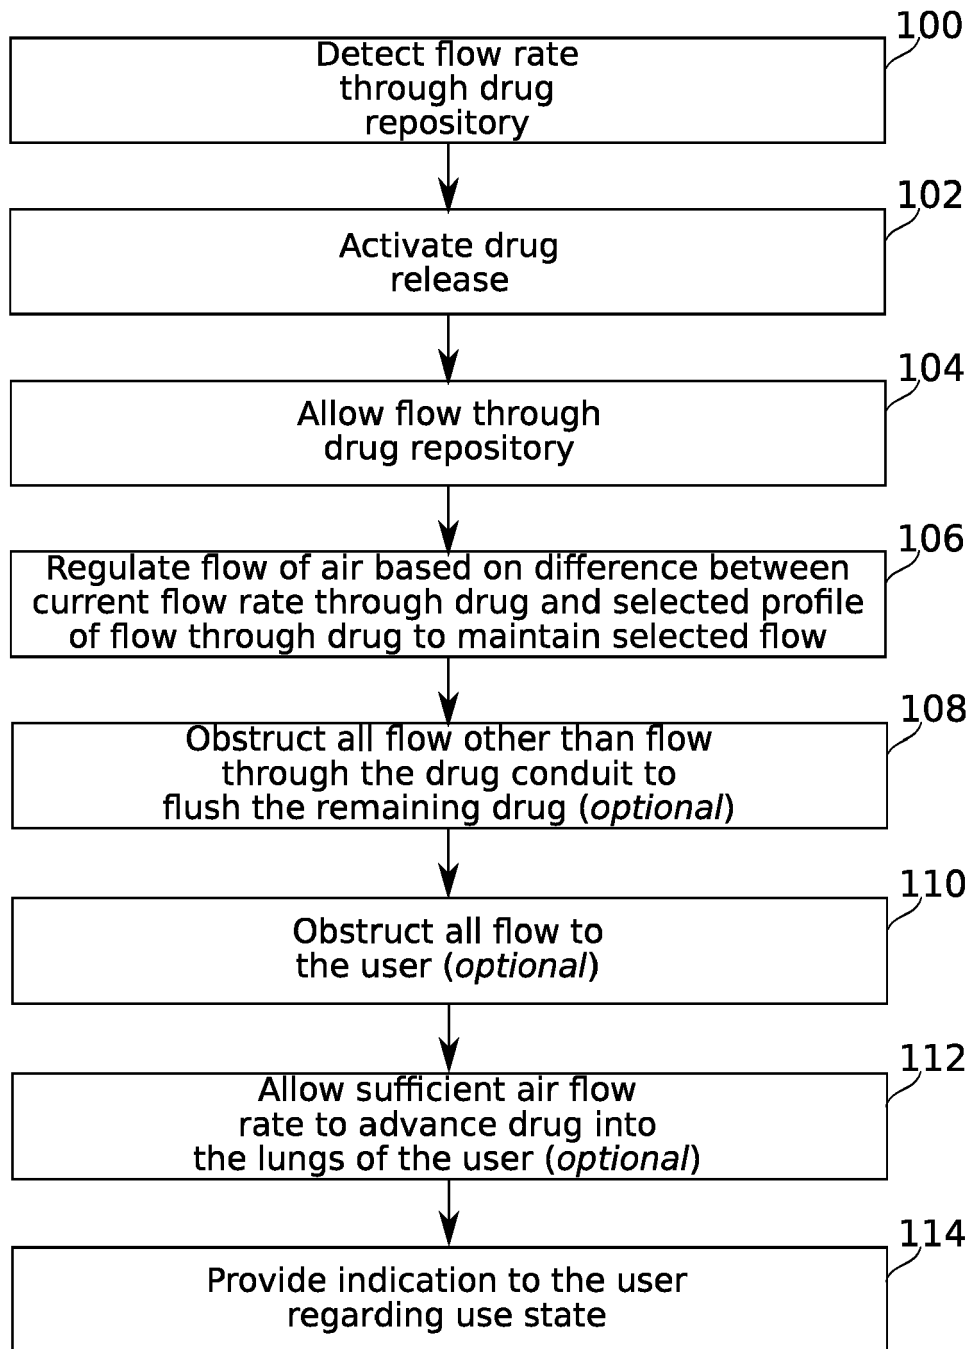 100
Detect flow rate
through drug
repository
102
Activate drug
release
104
Allow flow through
drug repository
106
Regulate flow of air based on difference between
current flow rate through drug and selected profile
of flow through drug to maintain selected flow
108
Obstruct all flow other than flow
through the drug conduit to
flush the remaining drug (optional)
110
Obstruct all flow to
the user (optional)
112
Allow sufficient air flow
rate to advance drug into
the lungs of the user (optional)
114
Provide indication to the user
regarding use state